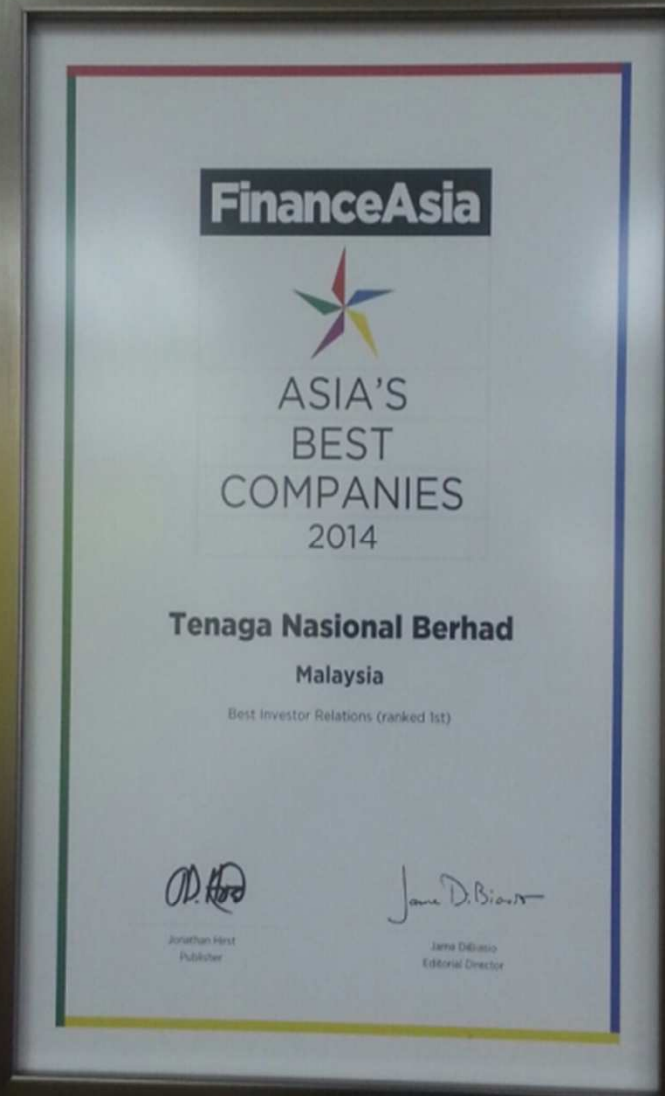 FinanceAsia
ASIA'S
BEST
COMPANIES
2014
Tenaga Nasional Berhad
Malaysia
Best Investor Relations (ranked 1st)
Jonathan Hirst
Publisher
Jame DiBiasio
Editorial Director